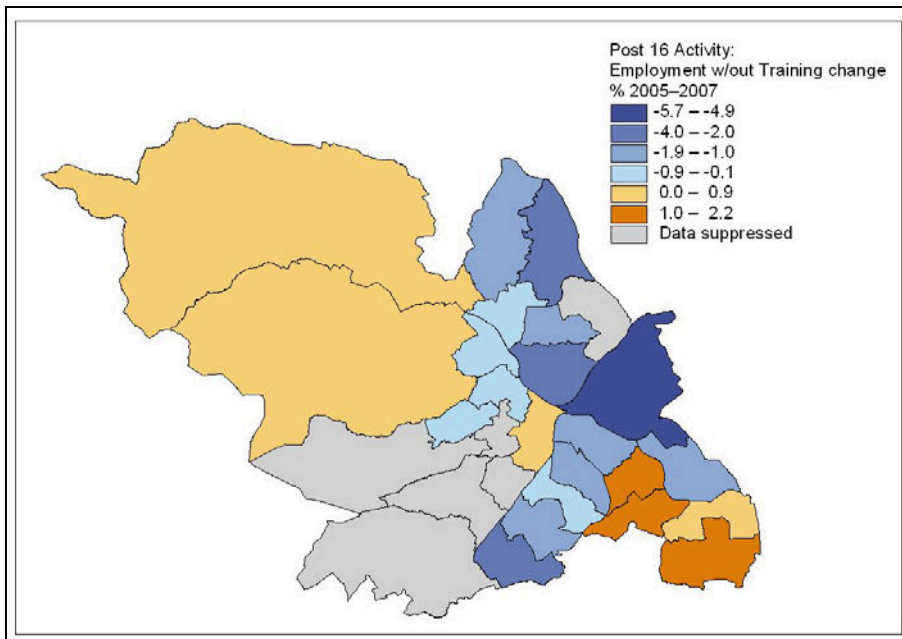 Post 16 Activity:
Employment w/out Training change
% 2005–2007
-5.7 – -4.9
-4.0 – -2.0
-1.9 – -1.0
-0.9 – -0.1
0.0 – 0.9
1.0 – 2.2
Data suppressed